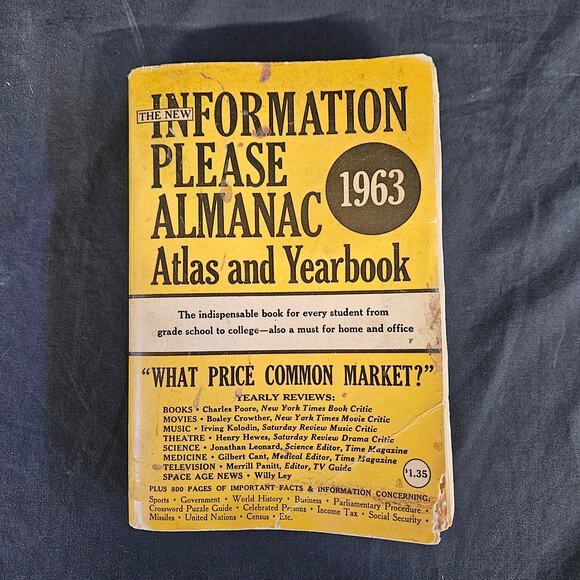 THE NEW
INFORMATION
PLEASE
ALMANAC
1963
Atlas and Yearbook
The indispensable book for every student from
grade school to college—also a must for home and office
F
"WHAT PRICE COMMON MARKET?"
YEARLY REVIEWS:
BOOKS • Charles Poore, New York Times Book Critic
MOVIES • Bosley Crowther, New York Times Movie Critic
MUSIC • Irving Kolodin, Saturday Review Music Critic
THEATRE • Henry Hewes, Saturday Review Drama Critic
SCIENCE • Jonathan Leonard, Science Editor, Time Magazine
MEDICINE • Gilbert Cant, Medical Editor, Time Magazine
TELEVISION • Merrill Panitt, Editor, TV Guide
SPACE AGE NEWS • Willy Ley
$1.35
PLUS 800 PAGES OF IMPORTANT FACTS & INFORMATION CONCERNING:
Sports • Government • World History • Business • Parliamentary Procedure •
Crossword Puzzle Guide • Celebrated Persons • Income Tax • Social Security •
Missiles • United Nations • Census • Etc.